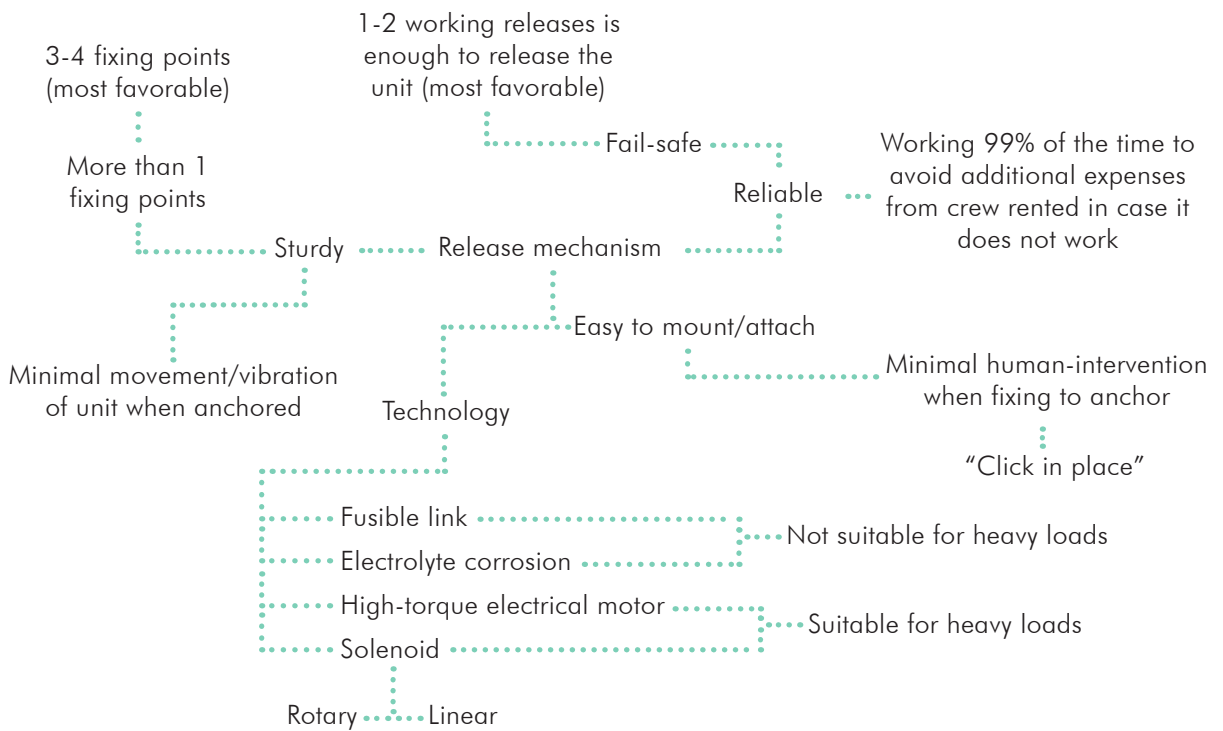 1-2 working releases is
enough to release the
unit (most favorable)
3-4 fixing points
(most favorable)
Fail-safe
Working 99% of the time to
avoid additional expenses
from crew rented in case it
does not work
More than 1
fixing points
Reliable
Sturdy
Release mechanism
Easy to mount/attach
Minimal movement/vibration
of unit when anchored
Minimal human-intervention
when fixing to anchor
Technology
“Click in place”
Fusible link
Not suitable for heavy loads
Electrolyte corrosion
High-torque electrical motor
Suitable for heavy loads
Solenoid
Rotary
Linear